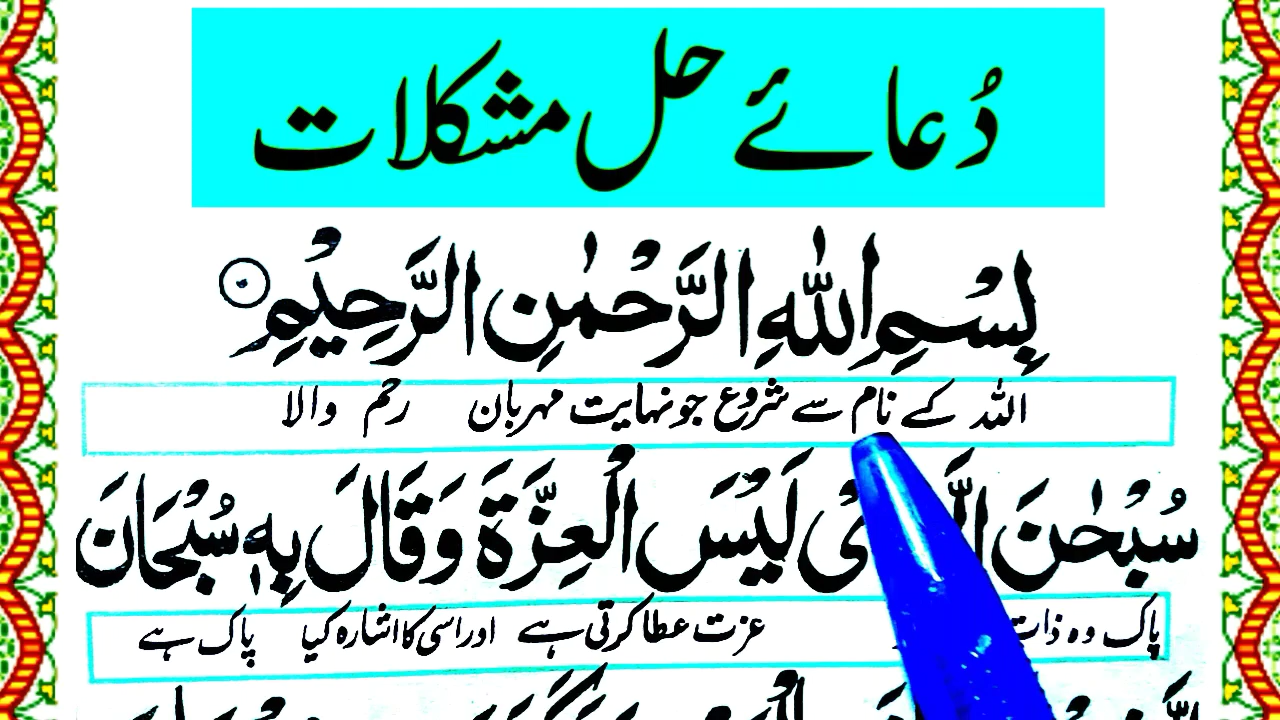 دُعائے حل مشکلات
بِسْمِ اللّٰهِ الرَّحْمٰنِ الرَّحِيْمِ
اللہ کے نام سے شروع جو نہایت مہربان رحم والا
سُبْحٰنَ لَيْسَ الْعِزَّةَ وَقَالَ بِهٖ سُبْحَانَ
پاک وہ ذات عزت عطا کرتی ہے اور اسی کا اشارہ کیا پاک ہے